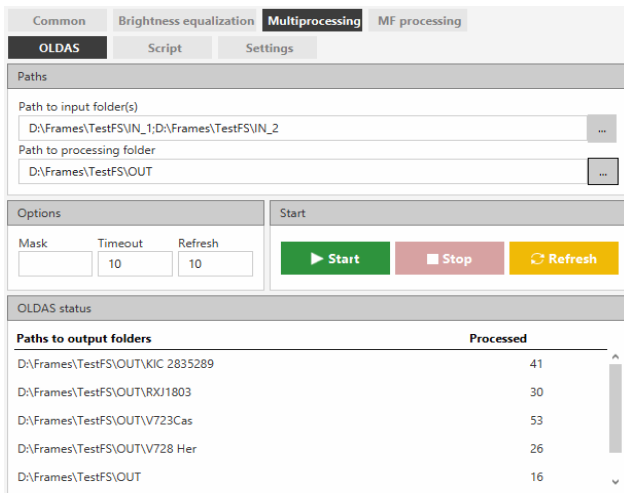 Common Brightness equalization Multiprocessing MF processing
OLDAS Script Settings
Paths
Path to input folder(s)
D:\Frames\TestFS\IN_1;D:\Frames\TestFS\IN_2 ...
Path to processing folder
D:\Frames\TestFS\OUT ...
Options Start
Mask Timeout Refresh
10 10
Start Stop Refresh
OLDAS status
Paths to output folders Processed
D:\Frames\TestFS\OUT\KIC 2835289 41
D:\Frames\TestFS\OUT\RXJ1803 30
D:\Frames\TestFS\OUT\V723Cas 53
D:\Frames\TestFS\OUT\V728 Her 26
D:\Frames\TestFS\OUT 16